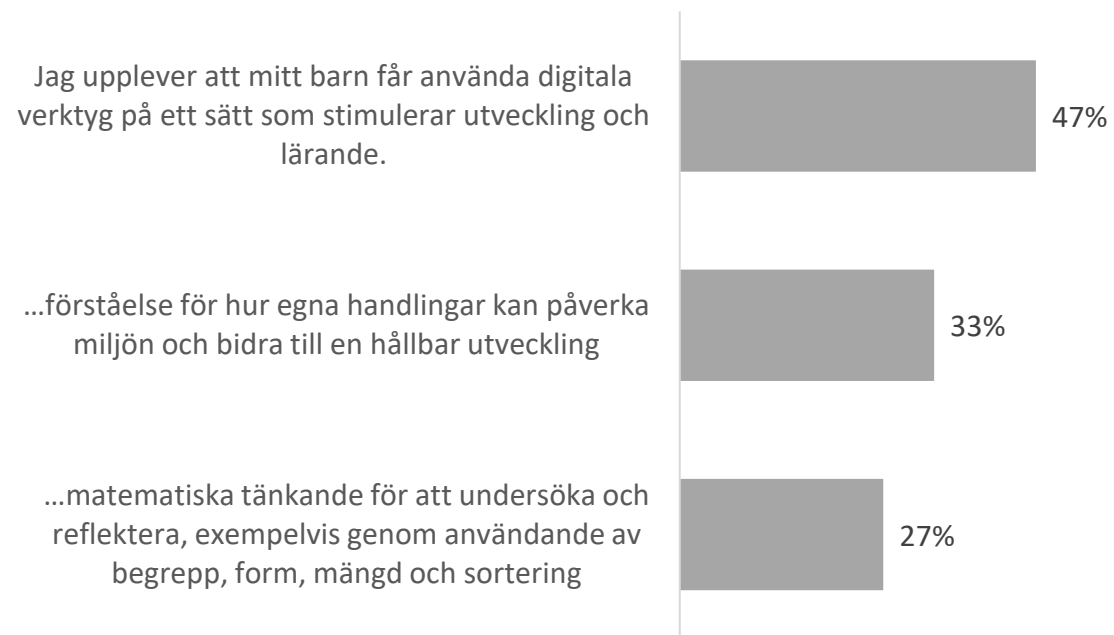 Jag upplever att mitt barn får använda digitala
verktyg på ett sätt som stimulerar utveckling och
lärande.
47%
…förståelse för hur egna handlingar kan påverka
miljön och bidra till en hållbar utveckling
33%
…matematiska tänkande för att undersöka och
reflektera, exempelvis genom användande av
begrepp, form, mängd och sortering
27%